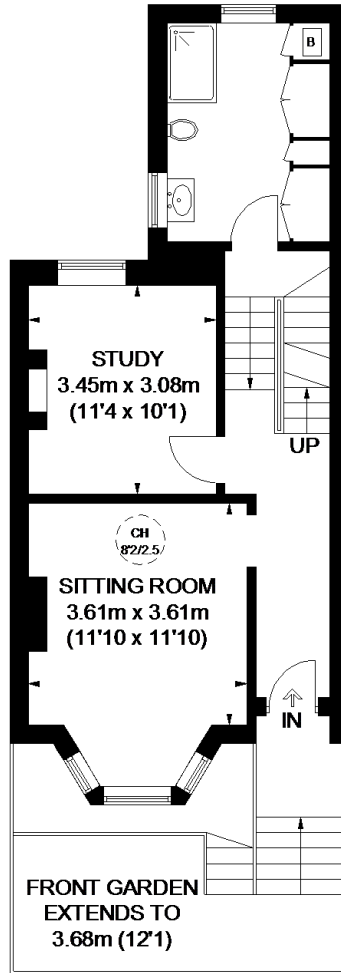 B
STUDY
3.45m x 3.08m
(11'4 x 10'1)
UP
CH
8'2/2.5
SITTING ROOM
3.61m x 3.61m
(11'10 x 11'10)
IN
FRONT GARDEN
EXTENDS TO
3.68m (12'1)